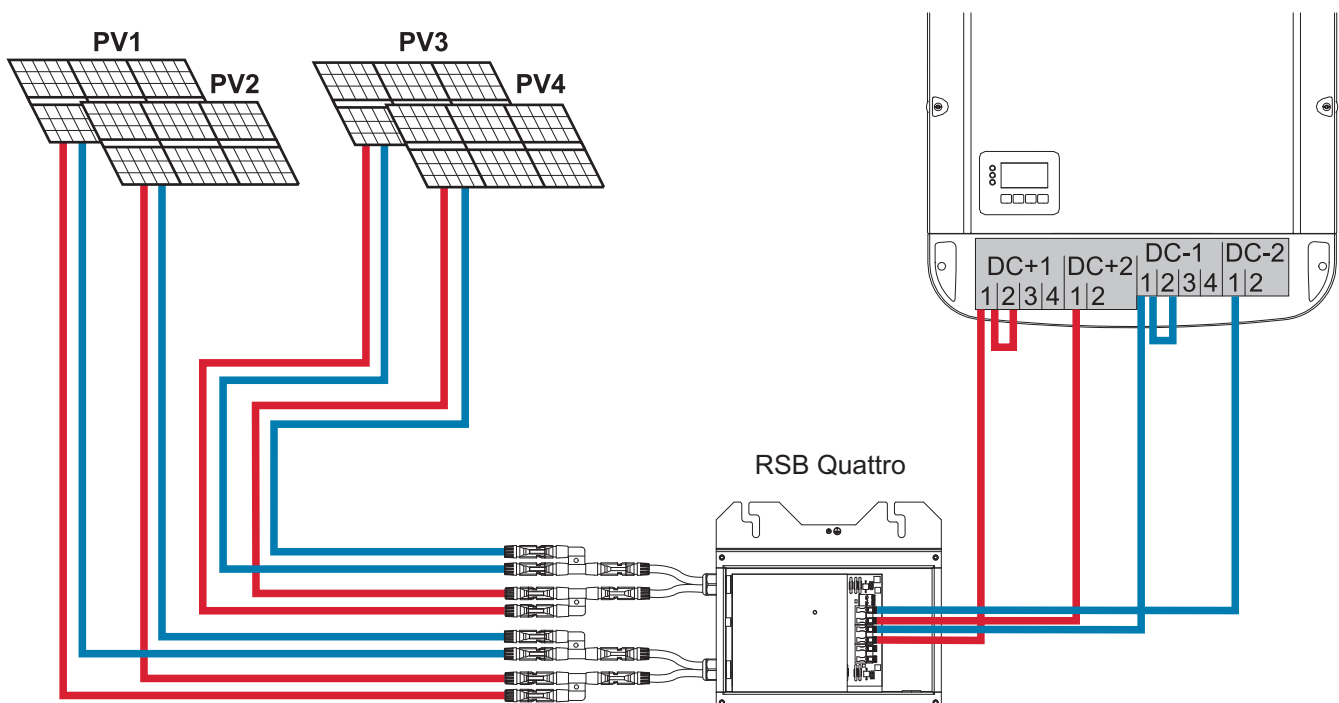 PV1
PV2
PV3
PV4
DC+1 DC+2 DC-1 DC-2
1 2 3 4 1 2 1 2 3 4 1 2
RSB Quattro